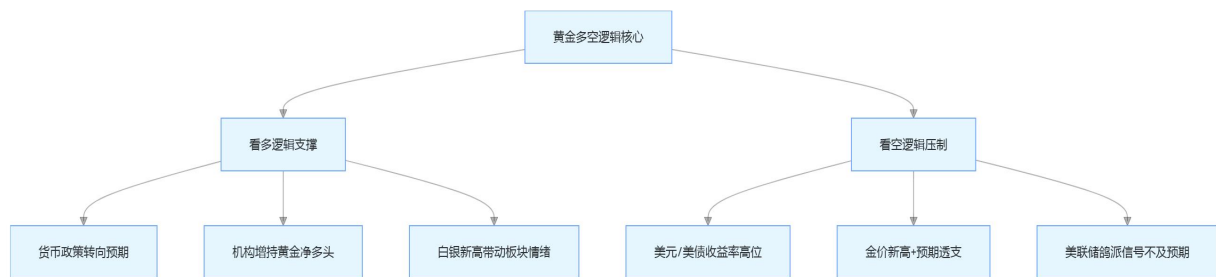 黄金多空逻辑核心
看多逻辑支撑
看空逻辑压制
货币政策转向预期
机构增持黄金净多头
白银新高带动板块情绪
美元/美债收益率高位
金价新高+预期透支
美联储鸽派信号不及预期